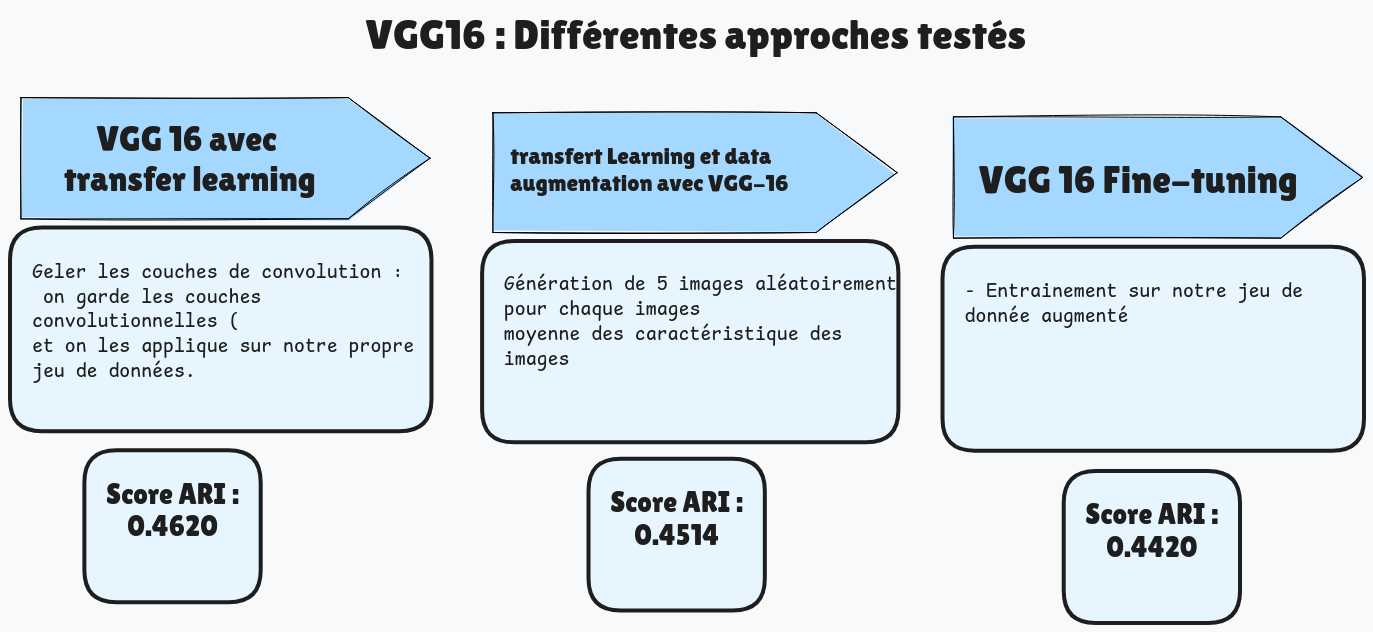 VGG16 : Différentes approches testés
VGG 16 avec
transfer learning
Geler les couches de convolution :
on garde les couches
convolutionnelles (
et on les applique sur notre propre
jeu de données.
Score ARI :
0.4620
transfert Learning et data
augmentation avec VGG-16
Génération de 5 images aléatoirement
pour chaque images
moyenne des caractéristique des
images
Score ARI :
0.4514
VGG 16 Fine-tuning
- Entrainement sur notre jeu de
donnée augmenté
Score ARI :
0.4420